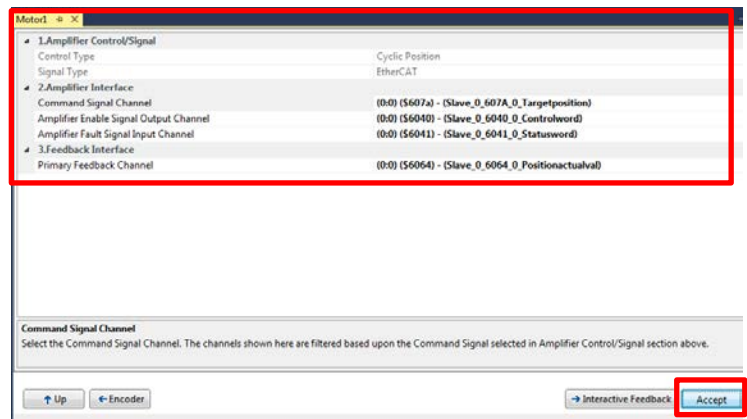 Motor1
1.Amplifier Control/Signal
Control Type Cyclic Position
Signal Type EtherCAT
2.Amplifier Interface
Command Signal Channel (0:0) ($607a) - (Slave_0_607A_0_Targetposition)
Amplifier Enable Signal Output Channel (0:0) ($6040) - (Slave_0_6040_0_Controlword)
Amplifier Fault Signal Input Channel (0:0) ($6041) - (Slave_0_6041_0_Statusword)
3.Feedback Interface
Primary Feedback Channel (0:0) ($6064) - (Slave_0_6064_0_Positionactualval)
Command Signal Channel
Select the Command Signal Channel. The channels shown here are filtered based upon the Command Signal selected in Amplifier Control/Signal section above.
Up Encoder Interactive Feedback Accept